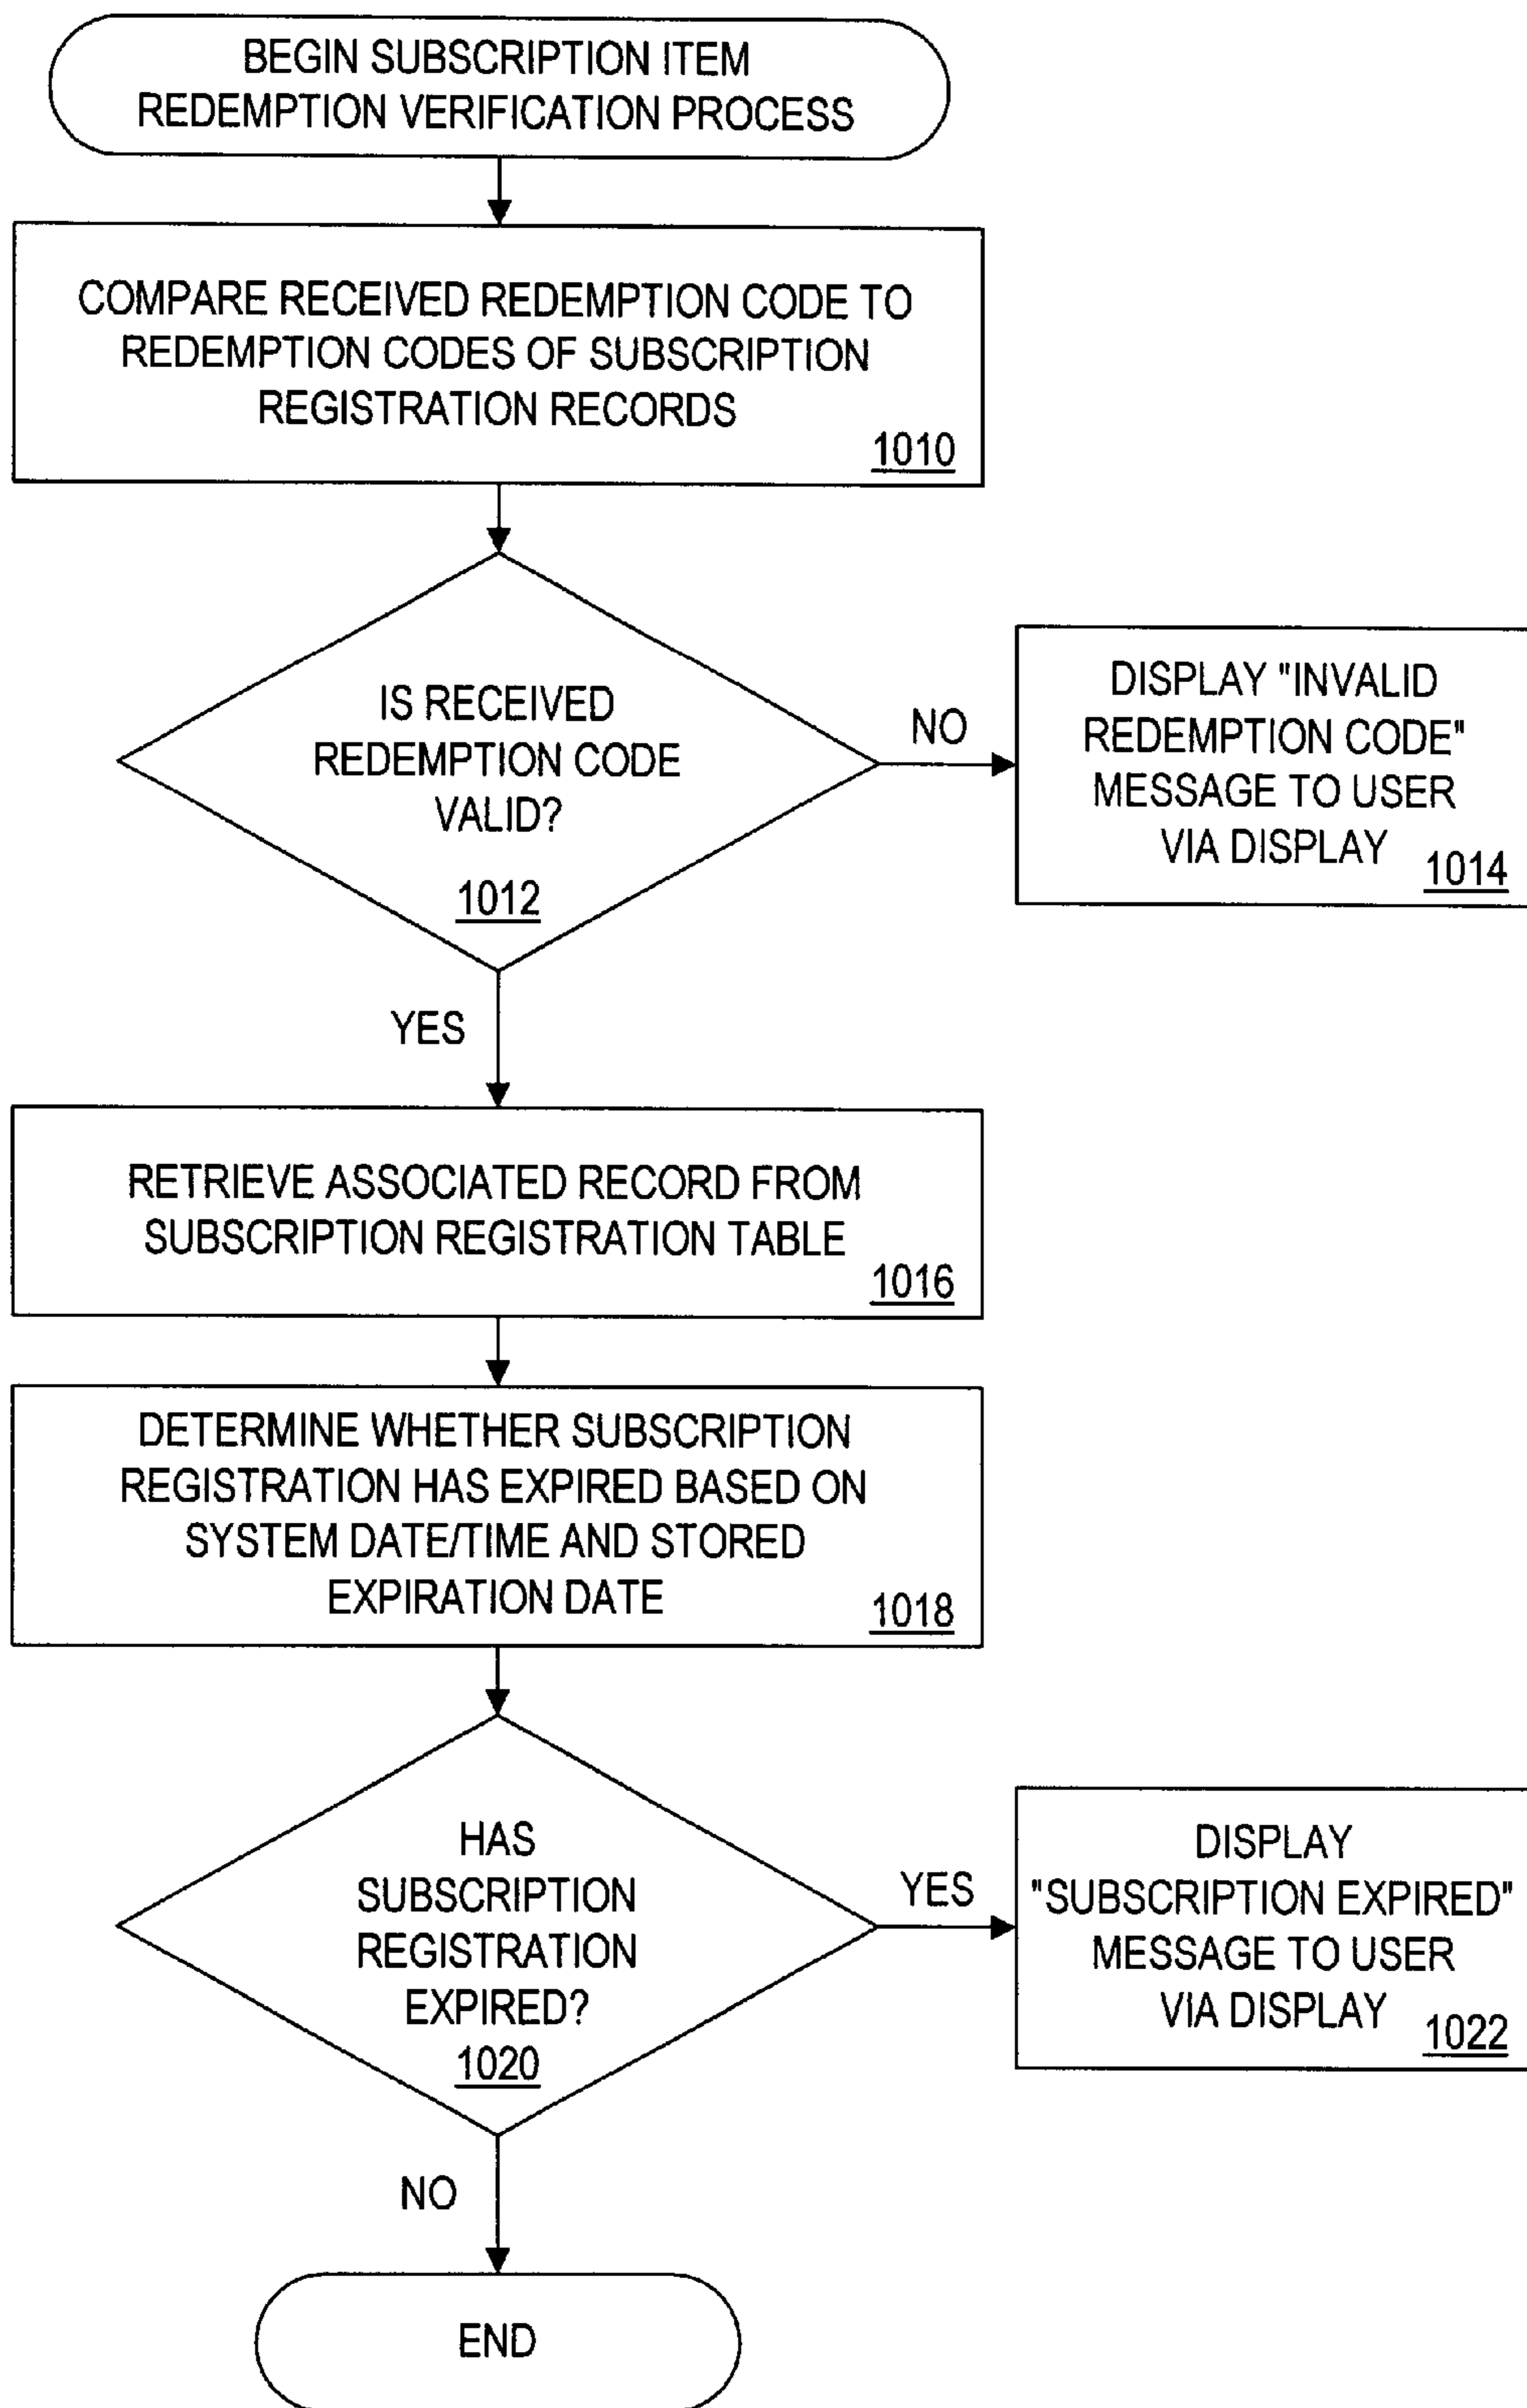 BEGIN SUBSCRIPTION ITEM
REDEMPTION VERIFICATION PROCESS
COMPARE RECEIVED REDEMPTION CODE TO
REDEMPTION CODES OF SUBSCRIPTION
REGISTRATION RECORDS
1010
IS RECEIVED
REDEMPTION CODE
VALID?
1012
NO
DISPLAY "INVALID
REDEMPTION CODE"
MESSAGE TO USER
VIA DISPLAY
1014
YES
RETRIEVE ASSOCIATED RECORD FROM
SUBSCRIPTION REGISTRATION TABLE
1016
DETERMINE WHETHER SUBSCRIPTION
REGISTRATION HAS EXPIRED BASED ON
SYSTEM DATE/TIME AND STORED
EXPIRATION DATE
1018
HAS
SUBSCRIPTION
REGISTRATION
EXPIRED?
1020
YES
DISPLAY
"SUBSCRIPTION EXPIRED"
MESSAGE TO USER
VIA DISPLAY
1022
NO
END